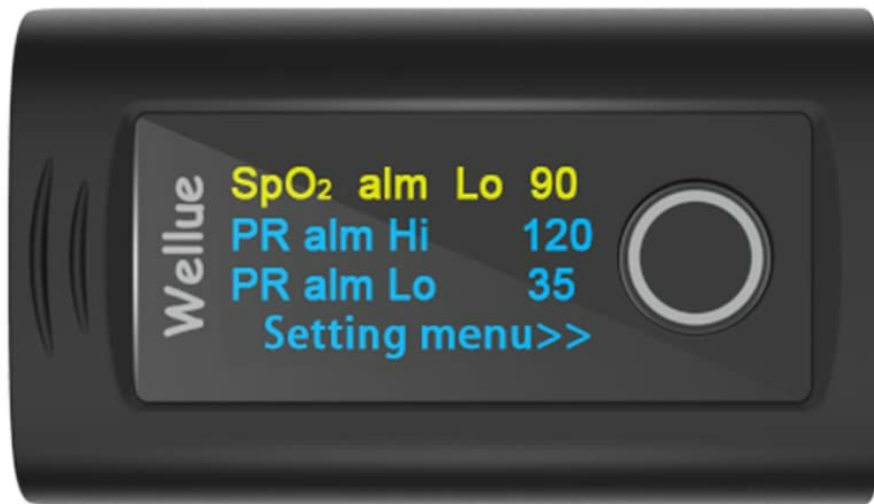 Wellue
SpO₂ alm Lo 90
PR alm Hi 120
PR alm Lo 35
Setting menu>>